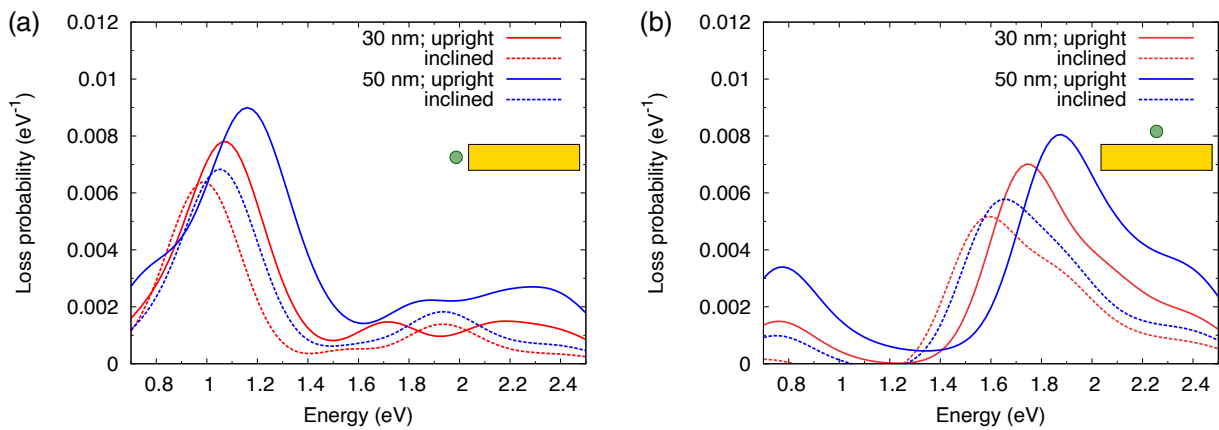 (a)
0.012
0.01
0.008
0.006
0.004
0.002
0
Loss probability (eV⁻¹)
30 nm; upright
inclined
50 nm; upright
inclined
0.8 1 1.2 1.4 1.6 1.8 2 2.2 2.4
Energy (eV)
(b)
0.012
0.01
0.008
0.006
0.004
0.002
0
Loss probability (eV⁻¹)
30 nm; upright
inclined
50 nm; upright
inclined
0.8 1 1.2 1.4 1.6 1.8 2 2.2 2.4
Energy (eV)